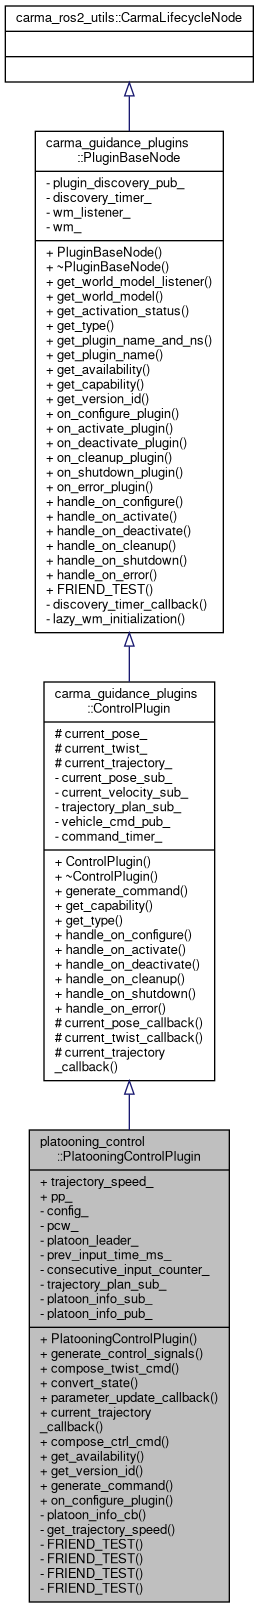 carma_ros2_utils::CarmaLifecycleNode
carma_guidance_plugins
::PluginBaseNode
- plugin_discovery_pub_
- discovery_timer_
- wm_listener_
- wm_
+ PluginBaseNode()
+ ~PluginBaseNode()
+ get_world_model_listener()
+ get_world_model()
+ get_activation_status()
+ get_type()
+ get_plugin_name_and_ns()
+ get_plugin_name()
+ get_availability()
+ get_capability()
+ get_version_id()
+ on_configure_plugin()
+ on_activate_plugin()
+ on_deactivate_plugin()
+ on_cleanup_plugin()
+ on_shutdown_plugin()
+ on_error_plugin()
+ handle_on_configure()
+ handle_on_activate()
+ handle_on_deactivate()
+ handle_on_cleanup()
+ handle_on_shutdown()
+ handle_on_error()
+ FRIEND_TEST()
- discovery_timer_callback()
- lazy_wm_initialization()
carma_guidance_plugins
::ControlPlugin
# current_pose_
# current_twist_
# current_trajectory_
- current_pose_sub_
- current_velocity_sub_
- trajectory_plan_sub_
- vehicle_cmd_pub_
- command_timer_
+ ControlPlugin()
+ ~ControlPlugin()
+ generate_command()
+ get_capability()
+ get_type()
+ handle_on_configure()
+ handle_on_activate()
+ handle_on_deactivate()
+ handle_on_cleanup()
+ handle_on_shutdown()
+ handle_on_error()
# current_pose_callback()
# current_twist_callback()
# current_trajectory
_callback()
platooning_control
::PlatooningControlPlugin
+ trajectory_speed_
+ pp_
- config_
- pcw_
- platoon_leader_
- prev_input_time_ms_
- consecutive_input_counter_
- trajectory_plan_sub_
- platoon_info_sub_
- platoon_info_pub_
+ PlatooningControlPlugin()
+ generate_control_signals()
+ compose_twist_cmd()
+ convert_state()
+ parameter_update_callback()
+ current_trajectory
_callback()
+ compose_ctrl_cmd()
+ get_availability()
+ get_version_id()
+ generate_command()
+ on_configure_plugin()
- platoon_info_cb()
- get_trajectory_speed()
- FRIEND_TEST()
- FRIEND_TEST()
- FRIEND_TEST()
- FRIEND_TEST()